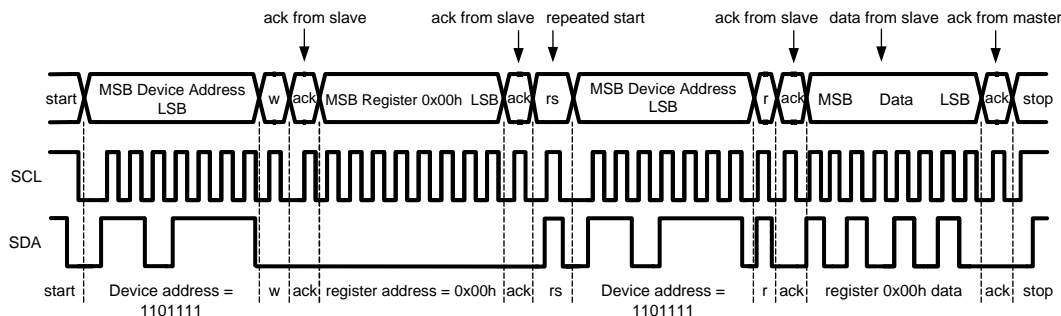 ack from slave
ack from slave repeated start
ack from slave data from slave ack from master
start MSB Device Address LSB w ack MSB Register 0x00h LSB ack rs MSB Device Address LSB r ack MSB Data LSB ack stop
SCL
SDA
start Device address = 1101111 w ack register address = 0x00h ack rs Device address = 1101111 r ack register 0x00h data ack stop